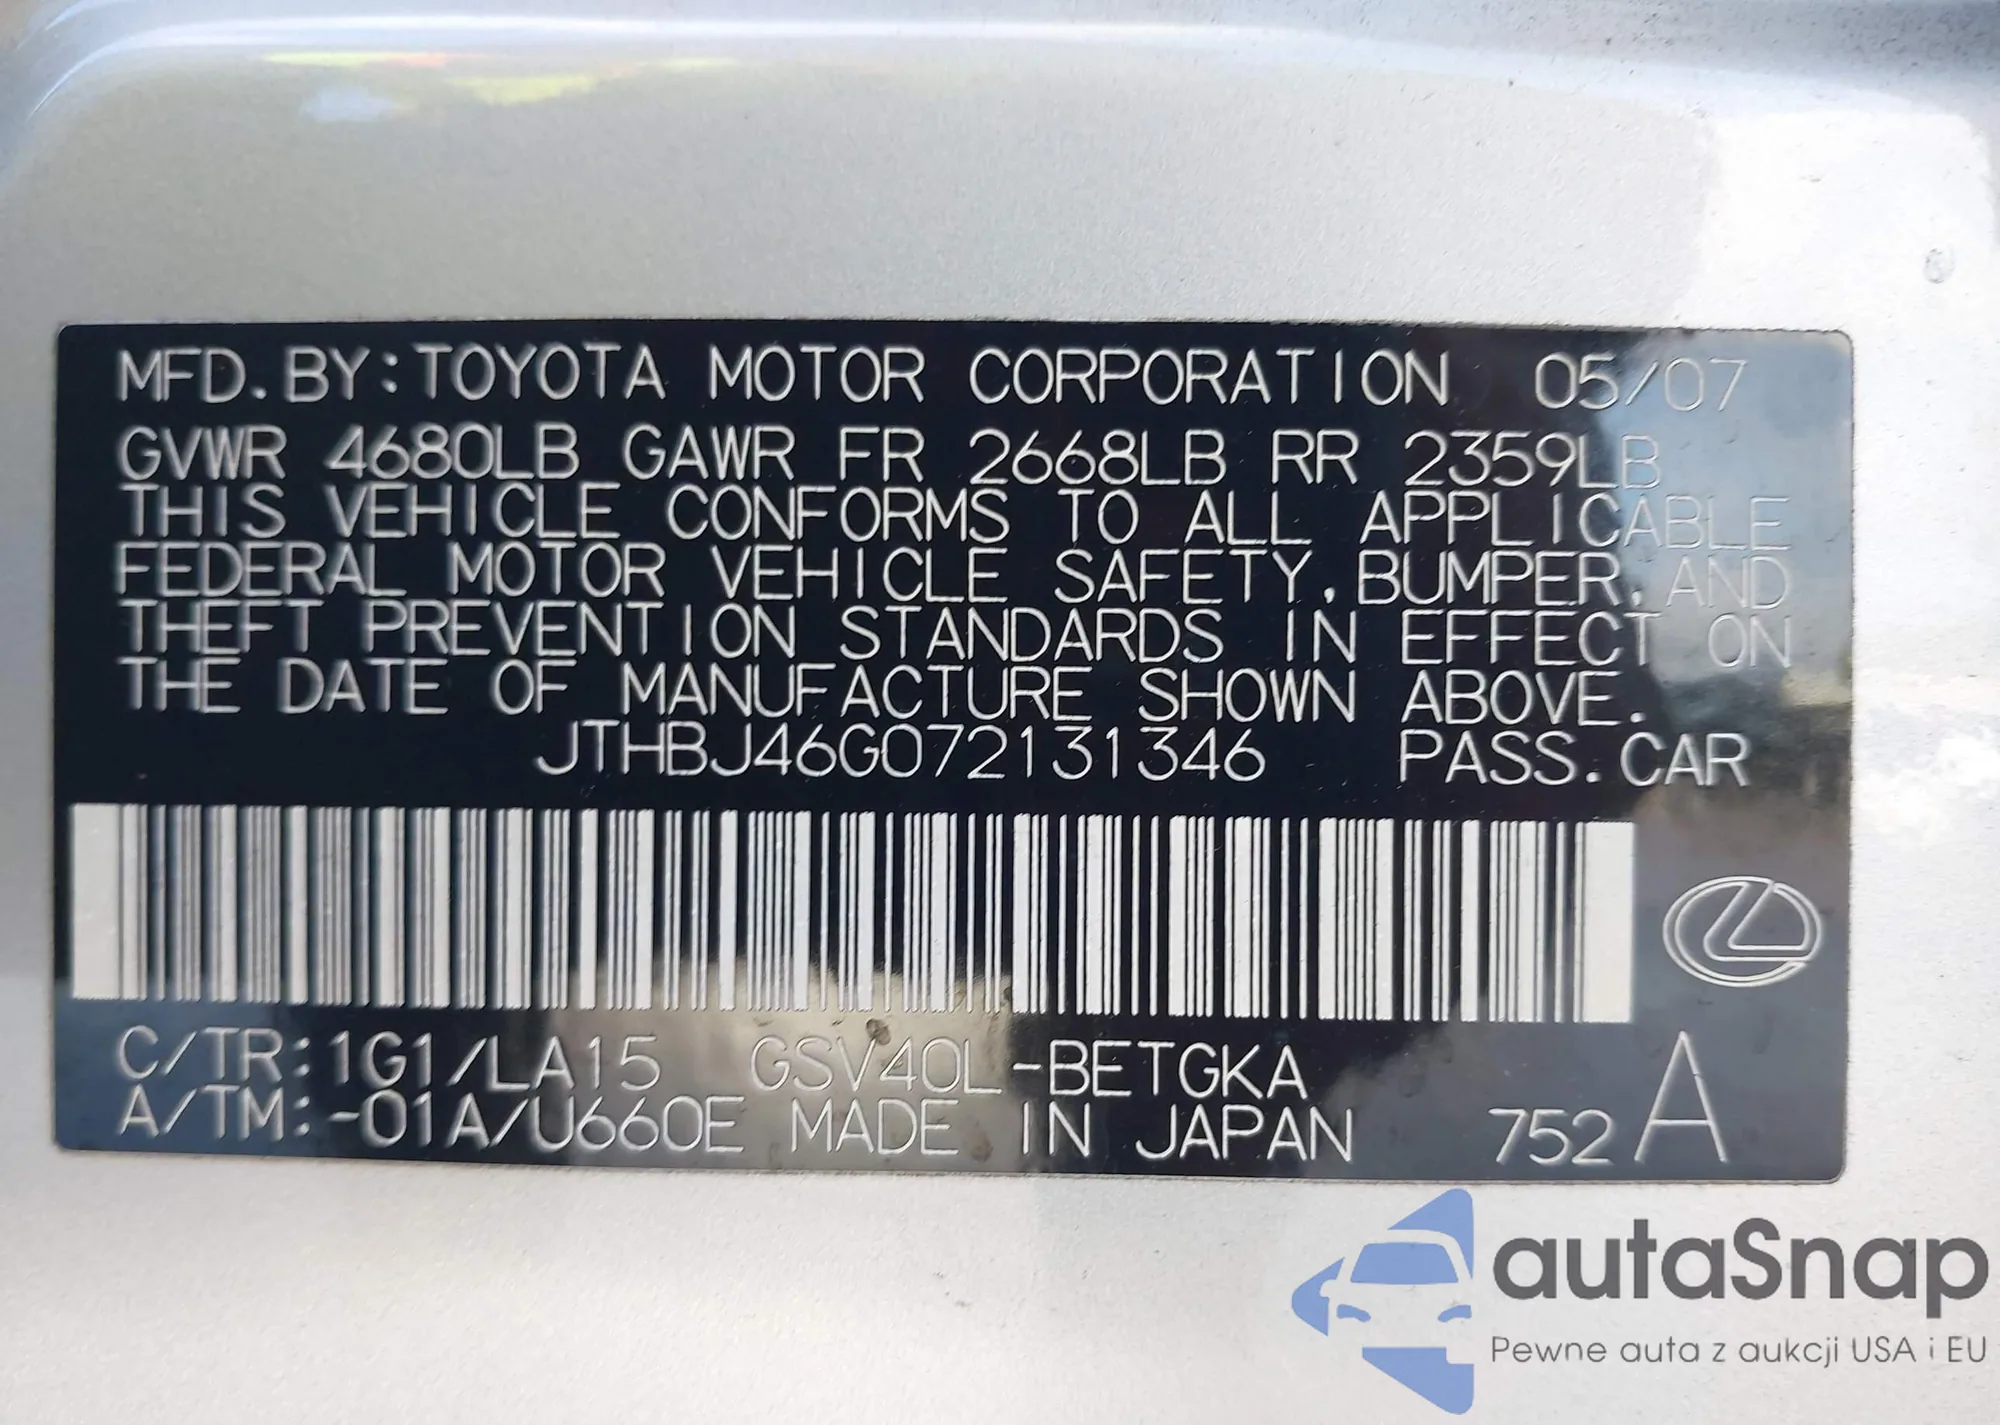 MFD. BY: TOYOTA MOTOR CORPORATION 05/07
GVWR 4680LB GAWR FR 2668LB RR 2359LB
THIS VEHICLE CONFORMS TO ALL APPLICABLE
FEDERAL MOTOR VEHICLE SAFETY, BUMPER, AND
THEFT PREVENTION STANDARDS IN EFFECT ON
THE DATE OF MANUFACTURE SHOWN ABOVE.
JTHBJ46G072131346 PASS. CAR
C/TR: 1G1/LA15 GSV40L-BETGKA
A/TM: -01A/U660E MADE IN JAPAN 752A
autaSnap
Pewne auta z aukcji USA i EU